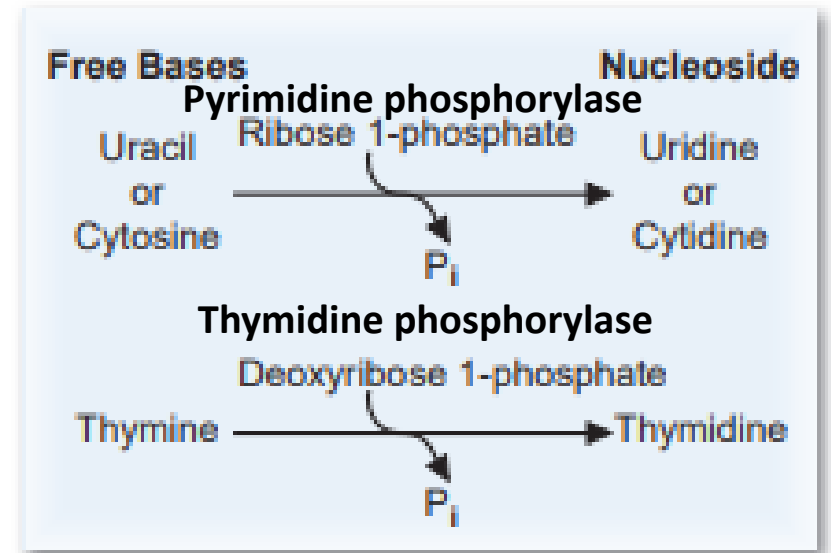 Free Bases Nucleoside
Pyrimidine phosphorylase
Ribose 1-phosphate
Uracil Uridine
or or
Cytosine Cytidine
Pi
Thymidine phosphorylase
Deoxyribose 1-phosphate
Thymine Thymidine
Pi